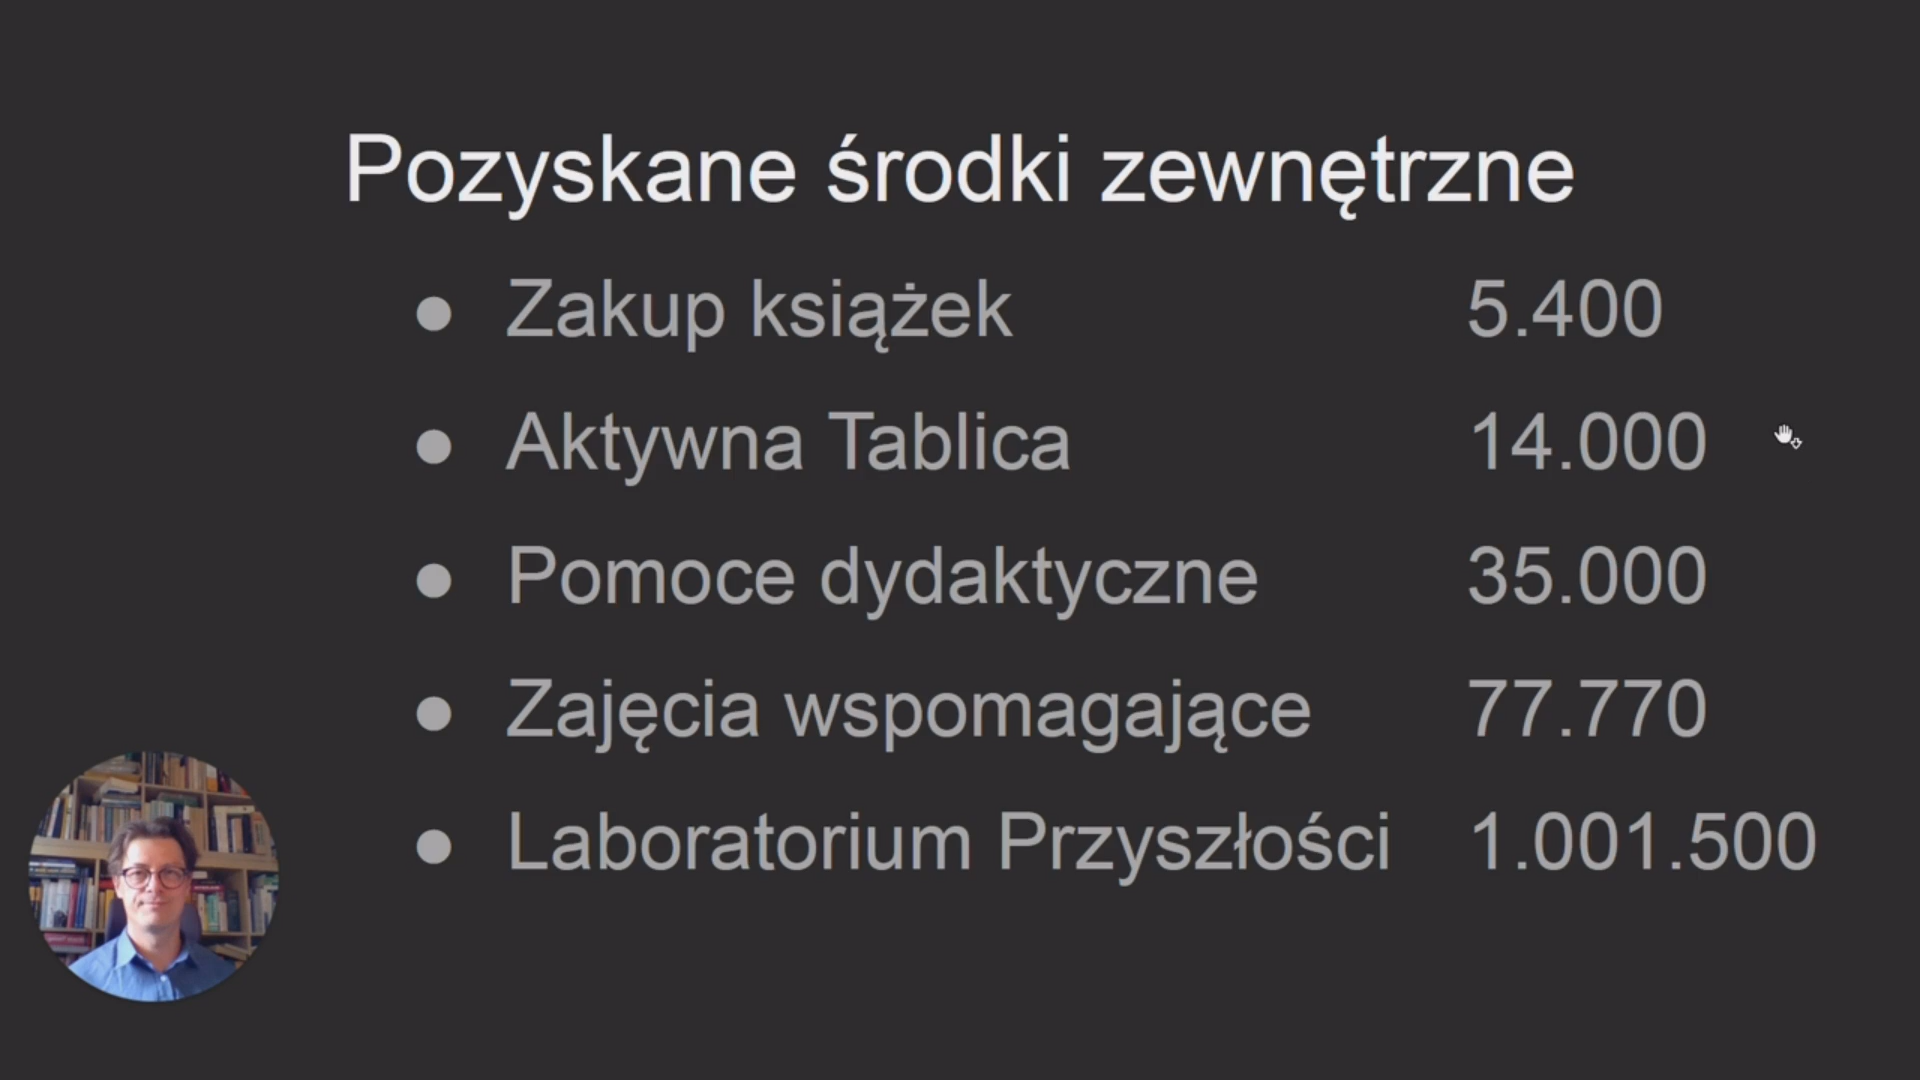 Pozyskane środki zewnętrzne
● Zakup książek 5.400
● Aktywna Tablica 14.000
● Pomoce dydaktyczne 35.000
● Zajęcia wspomagające 77.770
● Laboratorium Przyszłości 1.001.500